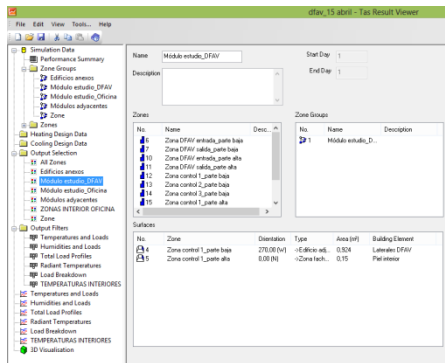 dfav_15 abril - Tas Result Viewer
File Edit View Tools... Help
Simulation Data
Performance Summary
Zone Groups
Edificios anexos
Módulo estudio_DFAV
Módulo estudio_Oficina
Módulos adyacentes
Zone
Zones
Heating Design Data
Cooling Design Data
Output Selection
All Zones
Edificios anexos
Módulo estudio_DFAV
Módulo estudio_Oficina
Módulos adyacentes
ZONAS INTERIOR OFICINA
Zone
Output Filters
Temperatures and Loads
Humidities and Loads
Total Load Profiles
Radiant Temperatures
Load Breakdown
TEMPERATURAS INTERIORES
Temperatures and Loads
Humidities and Loads
Total Load Profiles
Radiant Temperatures
Load Breakdown
TEMPERATURAS INTERIORES
3D Visualisation
Name Módulo estudio_DFAV Start Day 1
Description End Day 1
Zones
No. Name Desc...
6 Zona DFAV entrada_parte baja
7 Zona DFAV salida_parte baja
10 Zona DFAV entrada_parte alta
11 Zona DFAV salida_parte alta
12 Zona control 1_parte baja
13 Zona control 2_parte baja
14 Zona control 3_parte baja
15 Zona control 1_parte alta
Zone Groups
No. Name Description
1 Módulo estudio_D...
Surfaces
No. Zone Orientation Type Area (m²) Building Element
4 Zona control 1_parte baja 270,00 (W) Edificio adj... 0,924 Laterales DFAV
5 Zona control 1_parte alta 0,00 (N) Zona fach... 0,15 Piel interior